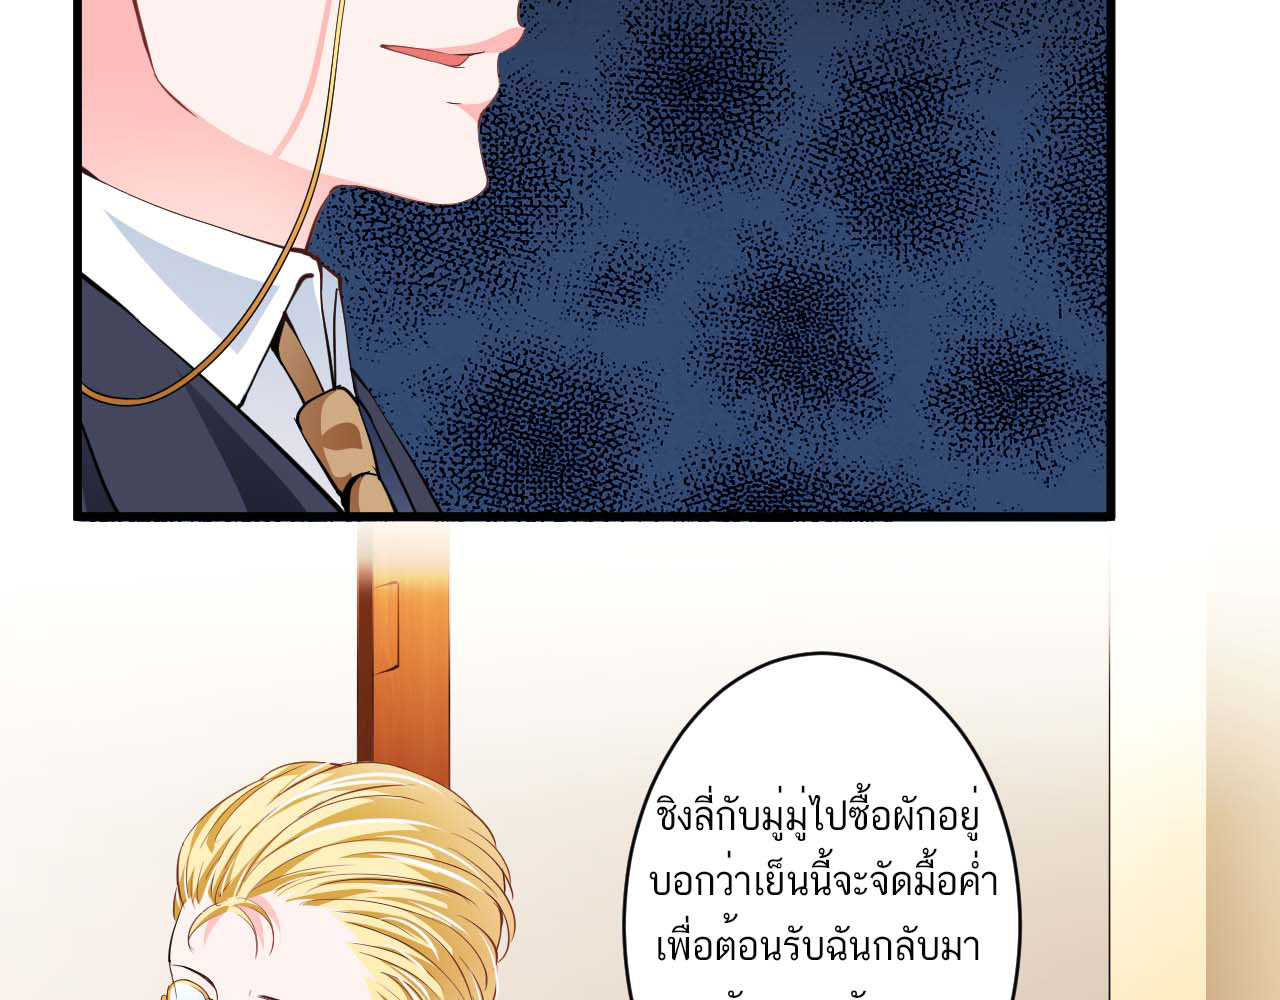 ชิงลี่กับมู่มู่ไปซื้อผักอยู่
บอกว่าเย็นนี้จะจัดมื้อค่ำ
เพื่อต้อนรับฉันกลับมา